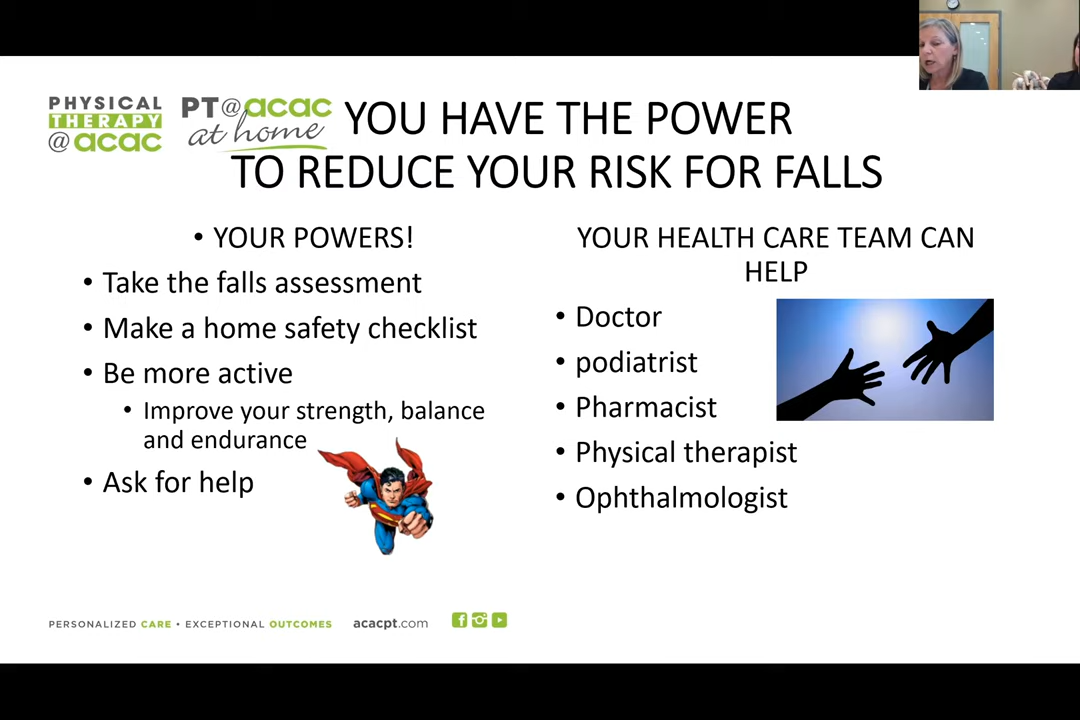 PHYSICAL
THERAPY
@acac
PT@acac
at home
YOU HAVE THE POWER
TO REDUCE YOUR RISK FOR FALLS
• YOUR POWERS!
• Take the falls assessment
• Make a home safety checklist
• Be more active
• Improve your strength, balance
and endurance
• Ask for help
YOUR HEALTH CARE TEAM CAN
HELP
• Doctor
• podiatrist
• Pharmacist
• Physical therapist
• Ophthalmologist
PERSONALIZED CARE • EXCEPTIONAL OUTCOMES acacpt.com